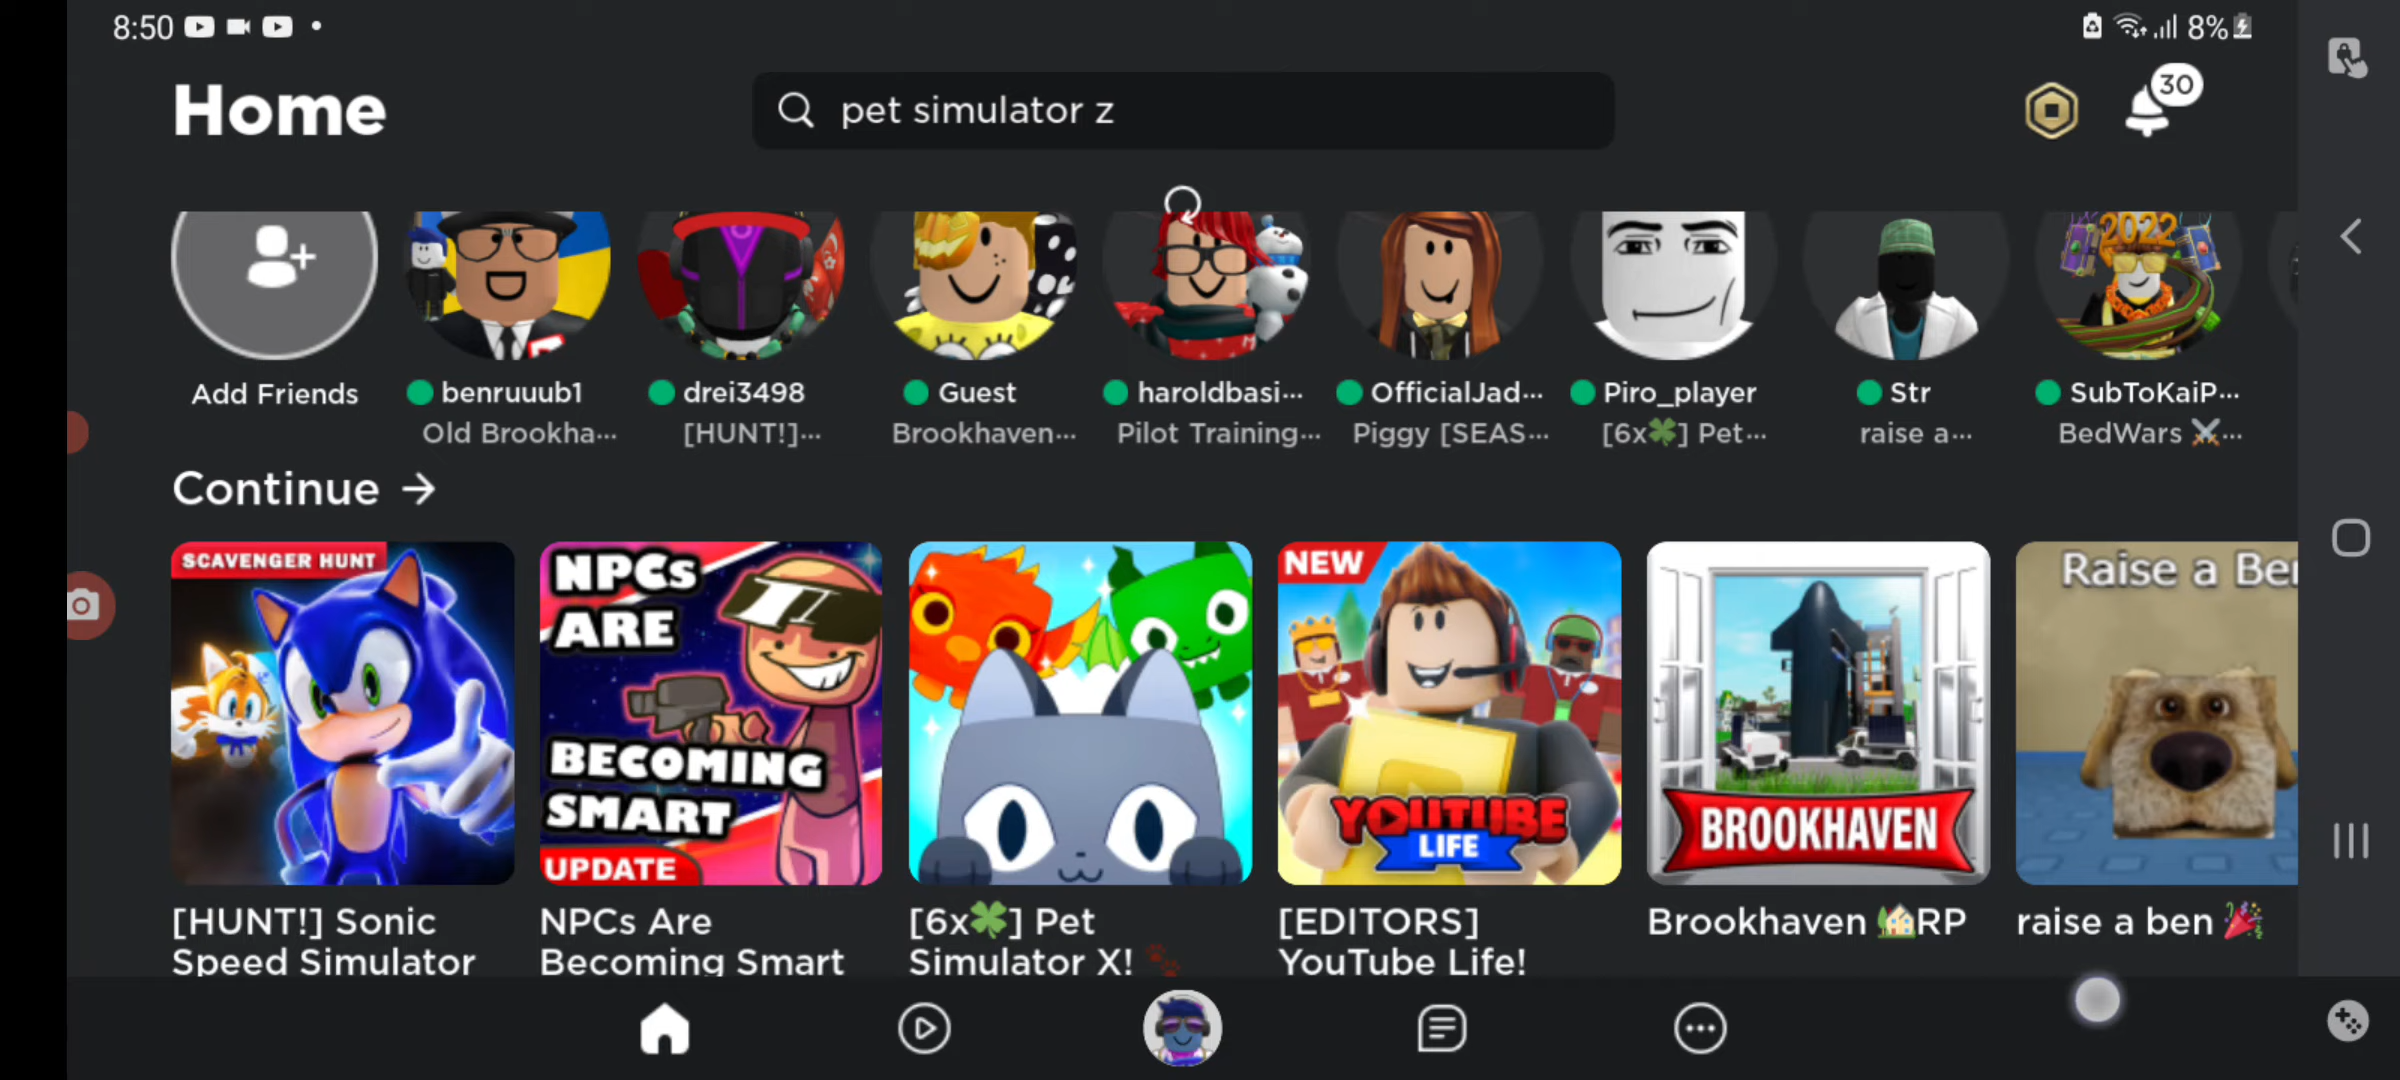 8:50
8%
Home
pet simulator z
30
Add Friends
benruuub1
drei3498
Guest
haroldbasi...
OfficialJad...
Piro_player
Str
SubToKaiP...
2022
Old Brookha...
[HUNT!]...
Brookhaven...
Pilot Training...
Piggy [SEAS...
[6x🍀] Pet...
raise a...
BedWars ⚔...
Continue →
SCAVENGER HUNT
NPCs
ARE
BECOMING
SMART
UPDATE
NEW
YOUTUBE
LIFE
BROOKHAVEN
Raise a Be
[HUNT!] Sonic
Speed Simulator
NPCs Are
Becoming Smart
[6x🍀] Pet
Simulator X! 🐾
[EDITORS]
YouTube Life!
Brookhaven 🏡RP
raise a ben 🎉